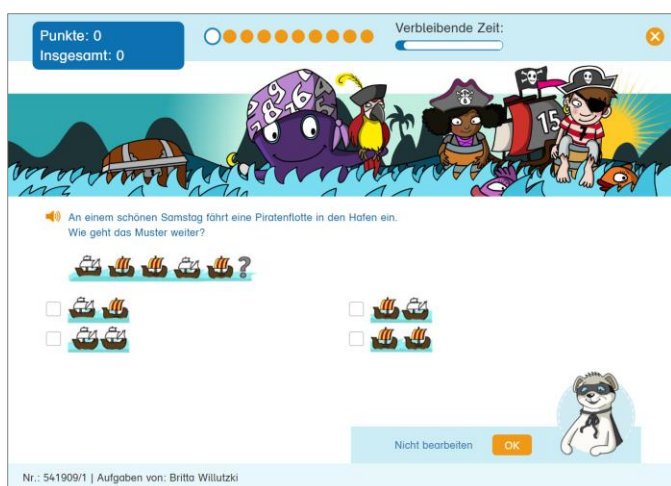 Punkte: 0
Insgesamt: 0
Verbleibende Zeit:
15
An einem schönen Samstag fährt eine Piratenflotte in den Hafen ein.
Wie geht das Muster weiter?
?
Nicht bearbeiten
OK
Nr.: 541909/1 | Aufgaben von: Britta Willutzki